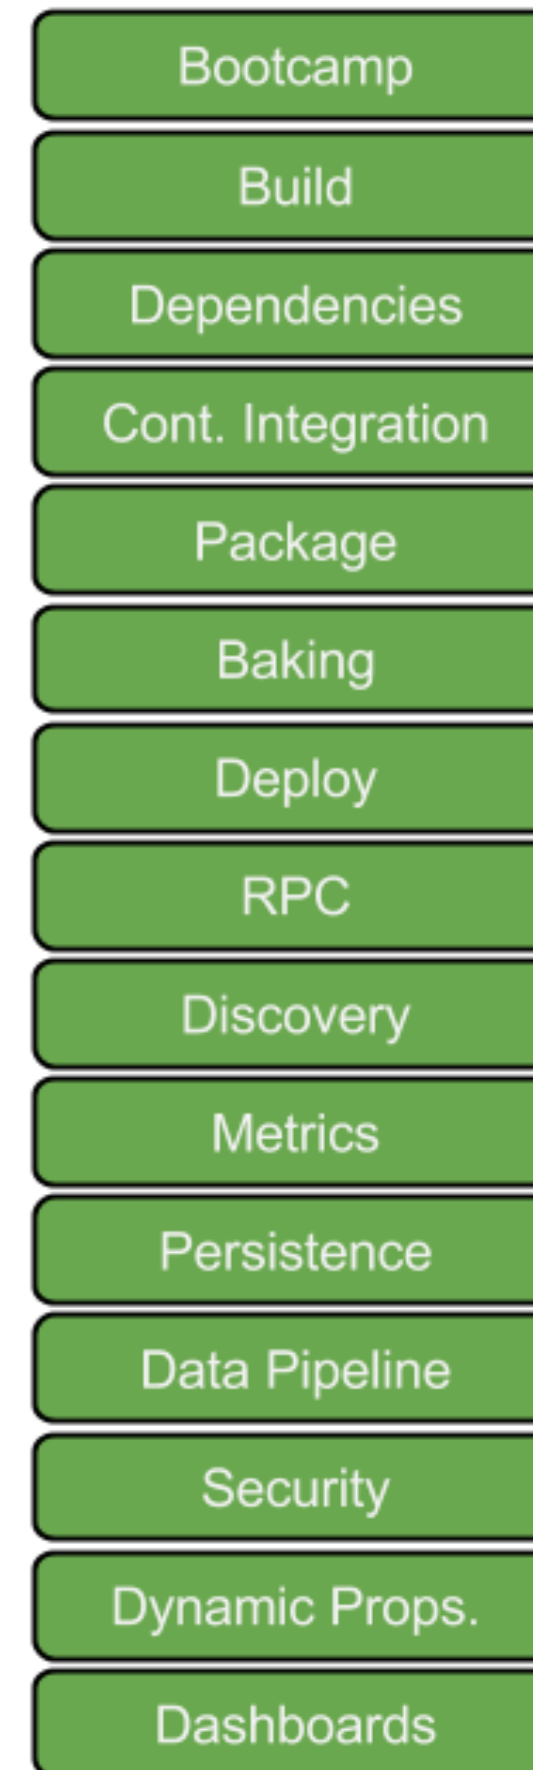 Bootcamp
Build
Dependencies
Cont. Integration
Package
Baking
Deploy
RPC
Discovery
Metrics
Persistence
Data Pipeline
Security
Dynamic Props.
Dashboards